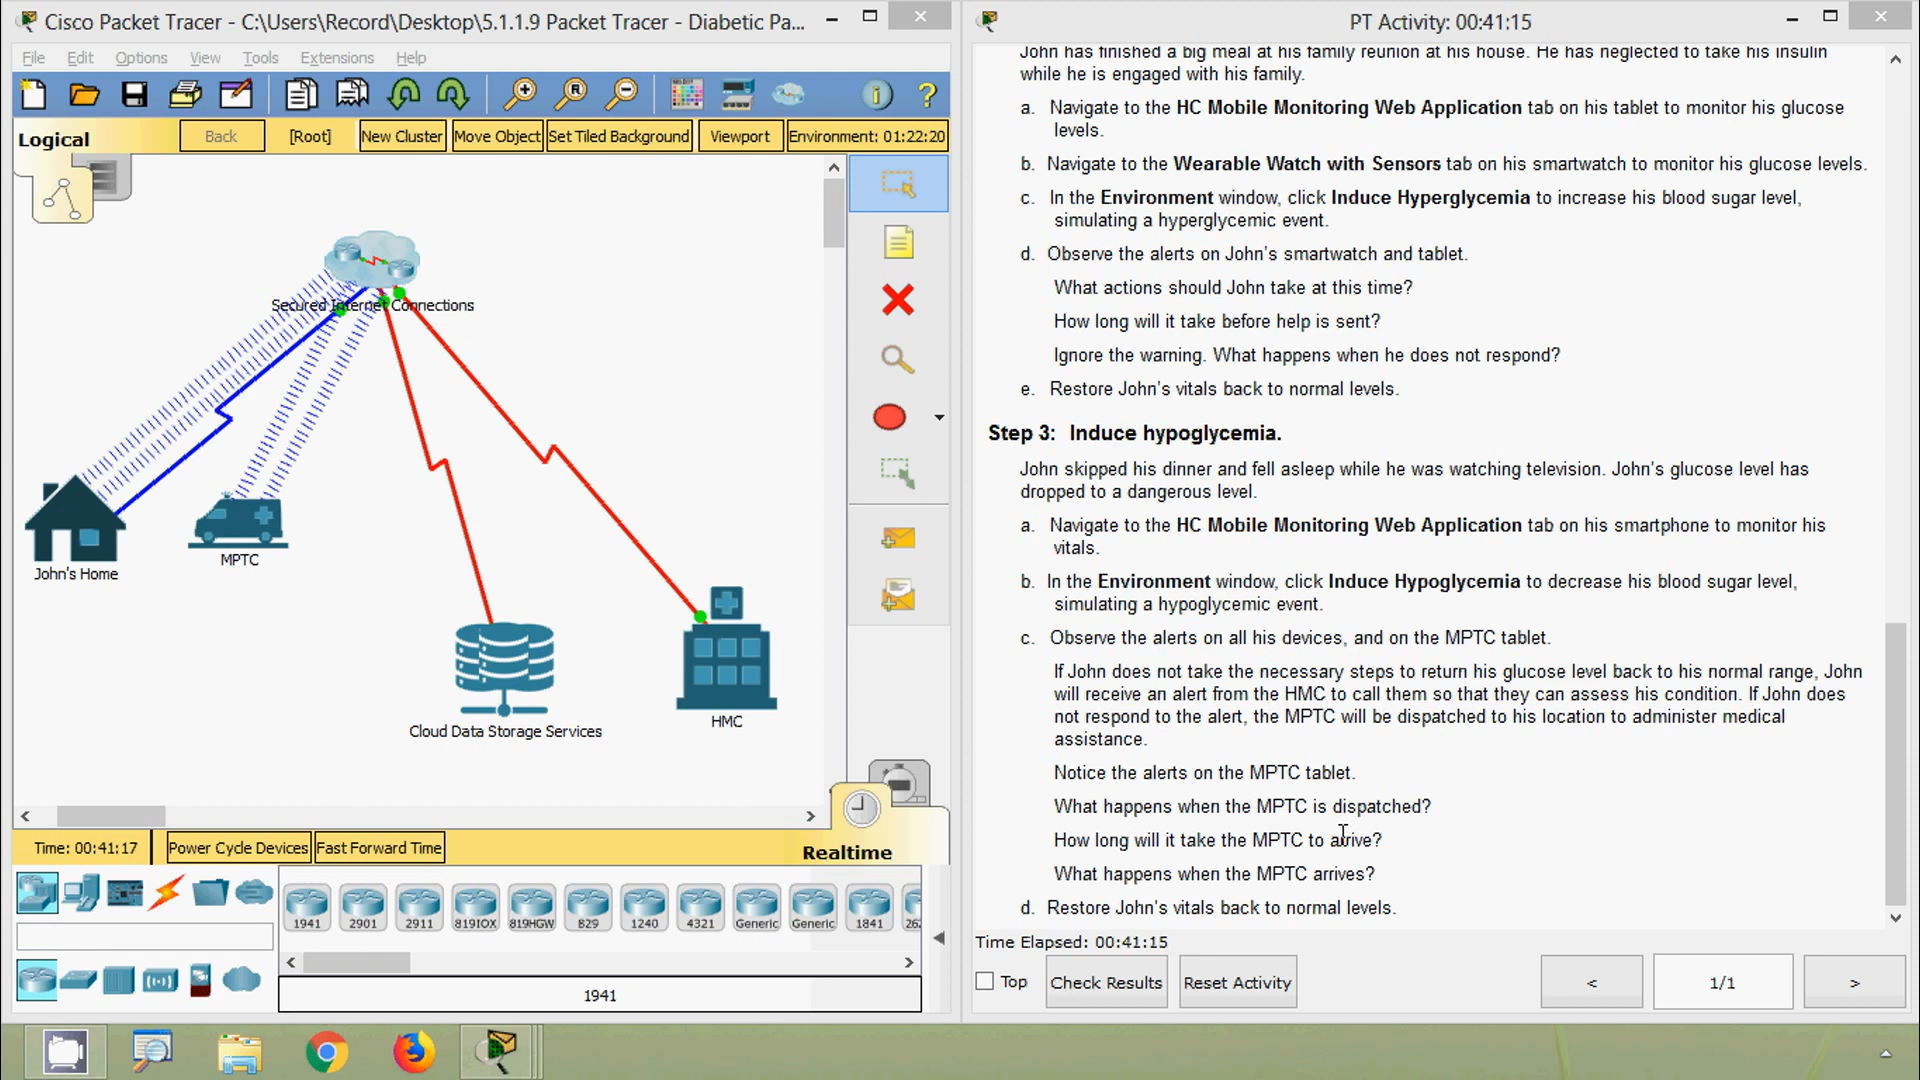 Cisco Packet Tracer - C:\Users\Record\Desktop\5.1.1.9 Packet Tracer - Diabetic Pa...
File Edit Options View Tools Extensions Help
Logical Back [Root] New Cluster Move Object Set Tiled Background Viewport Environment: 01:22:20
Secured Internet Connections
John's Home
MPTC
Cloud Data Storage Services
HMC
Time: 00:41:17 Power Cycle Devices Fast Forward Time Realtime
1941 2901 2911 819IOX 819HGW 829 1240 4321 Generic Generic 1841
1941
PT Activity: 00:41:15
John has finished a big meal at his family reunion at his house. He has neglected to take his insulin
while he is engaged with his family.
a. Navigate to the HC Mobile Monitoring Web Application tab on his tablet to monitor his glucose
levels.
b. Navigate to the Wearable Watch with Sensors tab on his smartwatch to monitor his glucose levels.
c. In the Environment window, click Induce Hyperglycemia to increase his blood sugar level,
simulating a hyperglycemic event.
d. Observe the alerts on John's smartwatch and tablet.
What actions should John take at this time?
How long will it take before help is sent?
Ignore the warning. What happens when he does not respond?
e. Restore John's vitals back to normal levels.
Step 3: Induce hypoglycemia.
John skipped his dinner and fell asleep while he was watching television. John's glucose level has
dropped to a dangerous level.
a. Navigate to the HC Mobile Monitoring Web Application tab on his smartphone to monitor his
vitals.
b. In the Environment window, click Induce Hypoglycemia to decrease his blood sugar level,
simulating a hypoglycemic event.
c. Observe the alerts on all his devices, and on the MPTC tablet.
If John does not take the necessary steps to return his glucose level back to his normal range, John
will receive an alert from the HMC to call them so that they can assess his condition. If John does
not respond to the alert, the MPTC will be dispatched to his location to administer medical
assistance.
Notice the alerts on the MPTC tablet.
What happens when the MPTC is dispatched?
How long will it take the MPTC to arrive?
What happens when the MPTC arrives?
d. Restore John's vitals back to normal levels.
Time Elapsed: 00:41:15
Top Check Results Reset Activity < 1/1 >